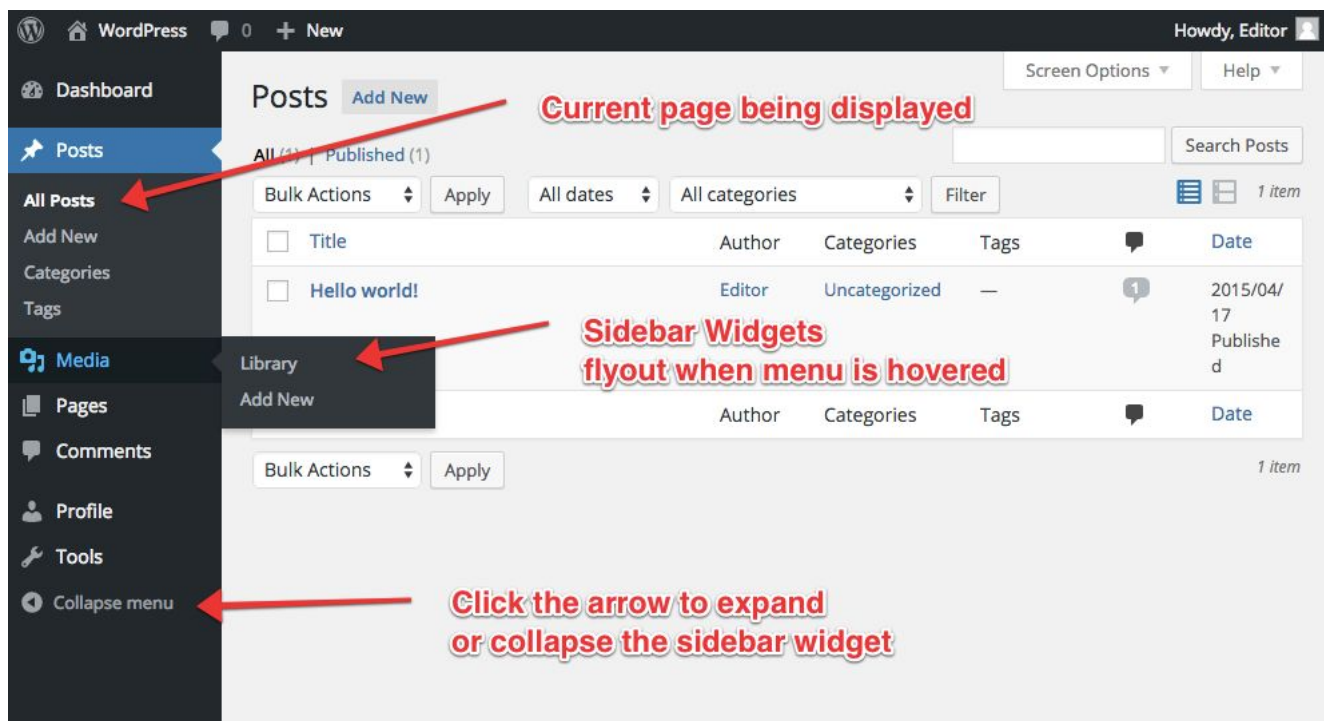 WordPress 0 + New Howdy, Editor
Screen Options Help
Dashboard
Posts
All Posts
Add New
Categories
Tags
Media
Library
Add New
Pages
Comments
Profile
Tools
Collapse menu
Posts Add New
Current page being displayed
All (1) | Published (1)
Search Posts
Bulk Actions Apply All dates All categories Filter 1 item
Title Author Categories Tags Date
Hello world! Editor Uncategorized — 1 2015/04/
17
Publishe
d
Sidebar Widgets
flyout when menu is hovered
Author Categories Tags Date
Bulk Actions Apply 1 item
Click the arrow to expand
or collapse the sidebar widget